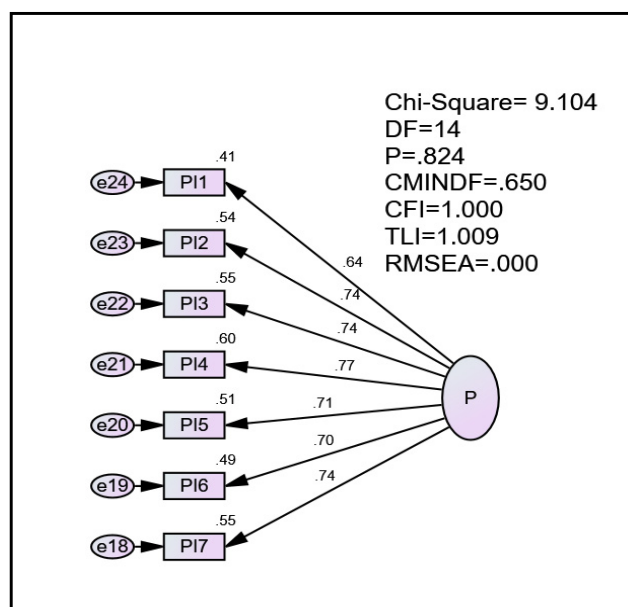 Chi-Square= 9.104
DF=14
P=.824
CMINDF=.650
CFI=1.000
TLI=1.009
RMSEA=.000
.41
e24 PI1
.64
.54
e23 PI2
.74
.55
e22 PI3
.74
.60
e21 PI4
.77
P
.51
e20 PI5
.71
.49
e19 PI6
.70
.55
e18 PI7
.74